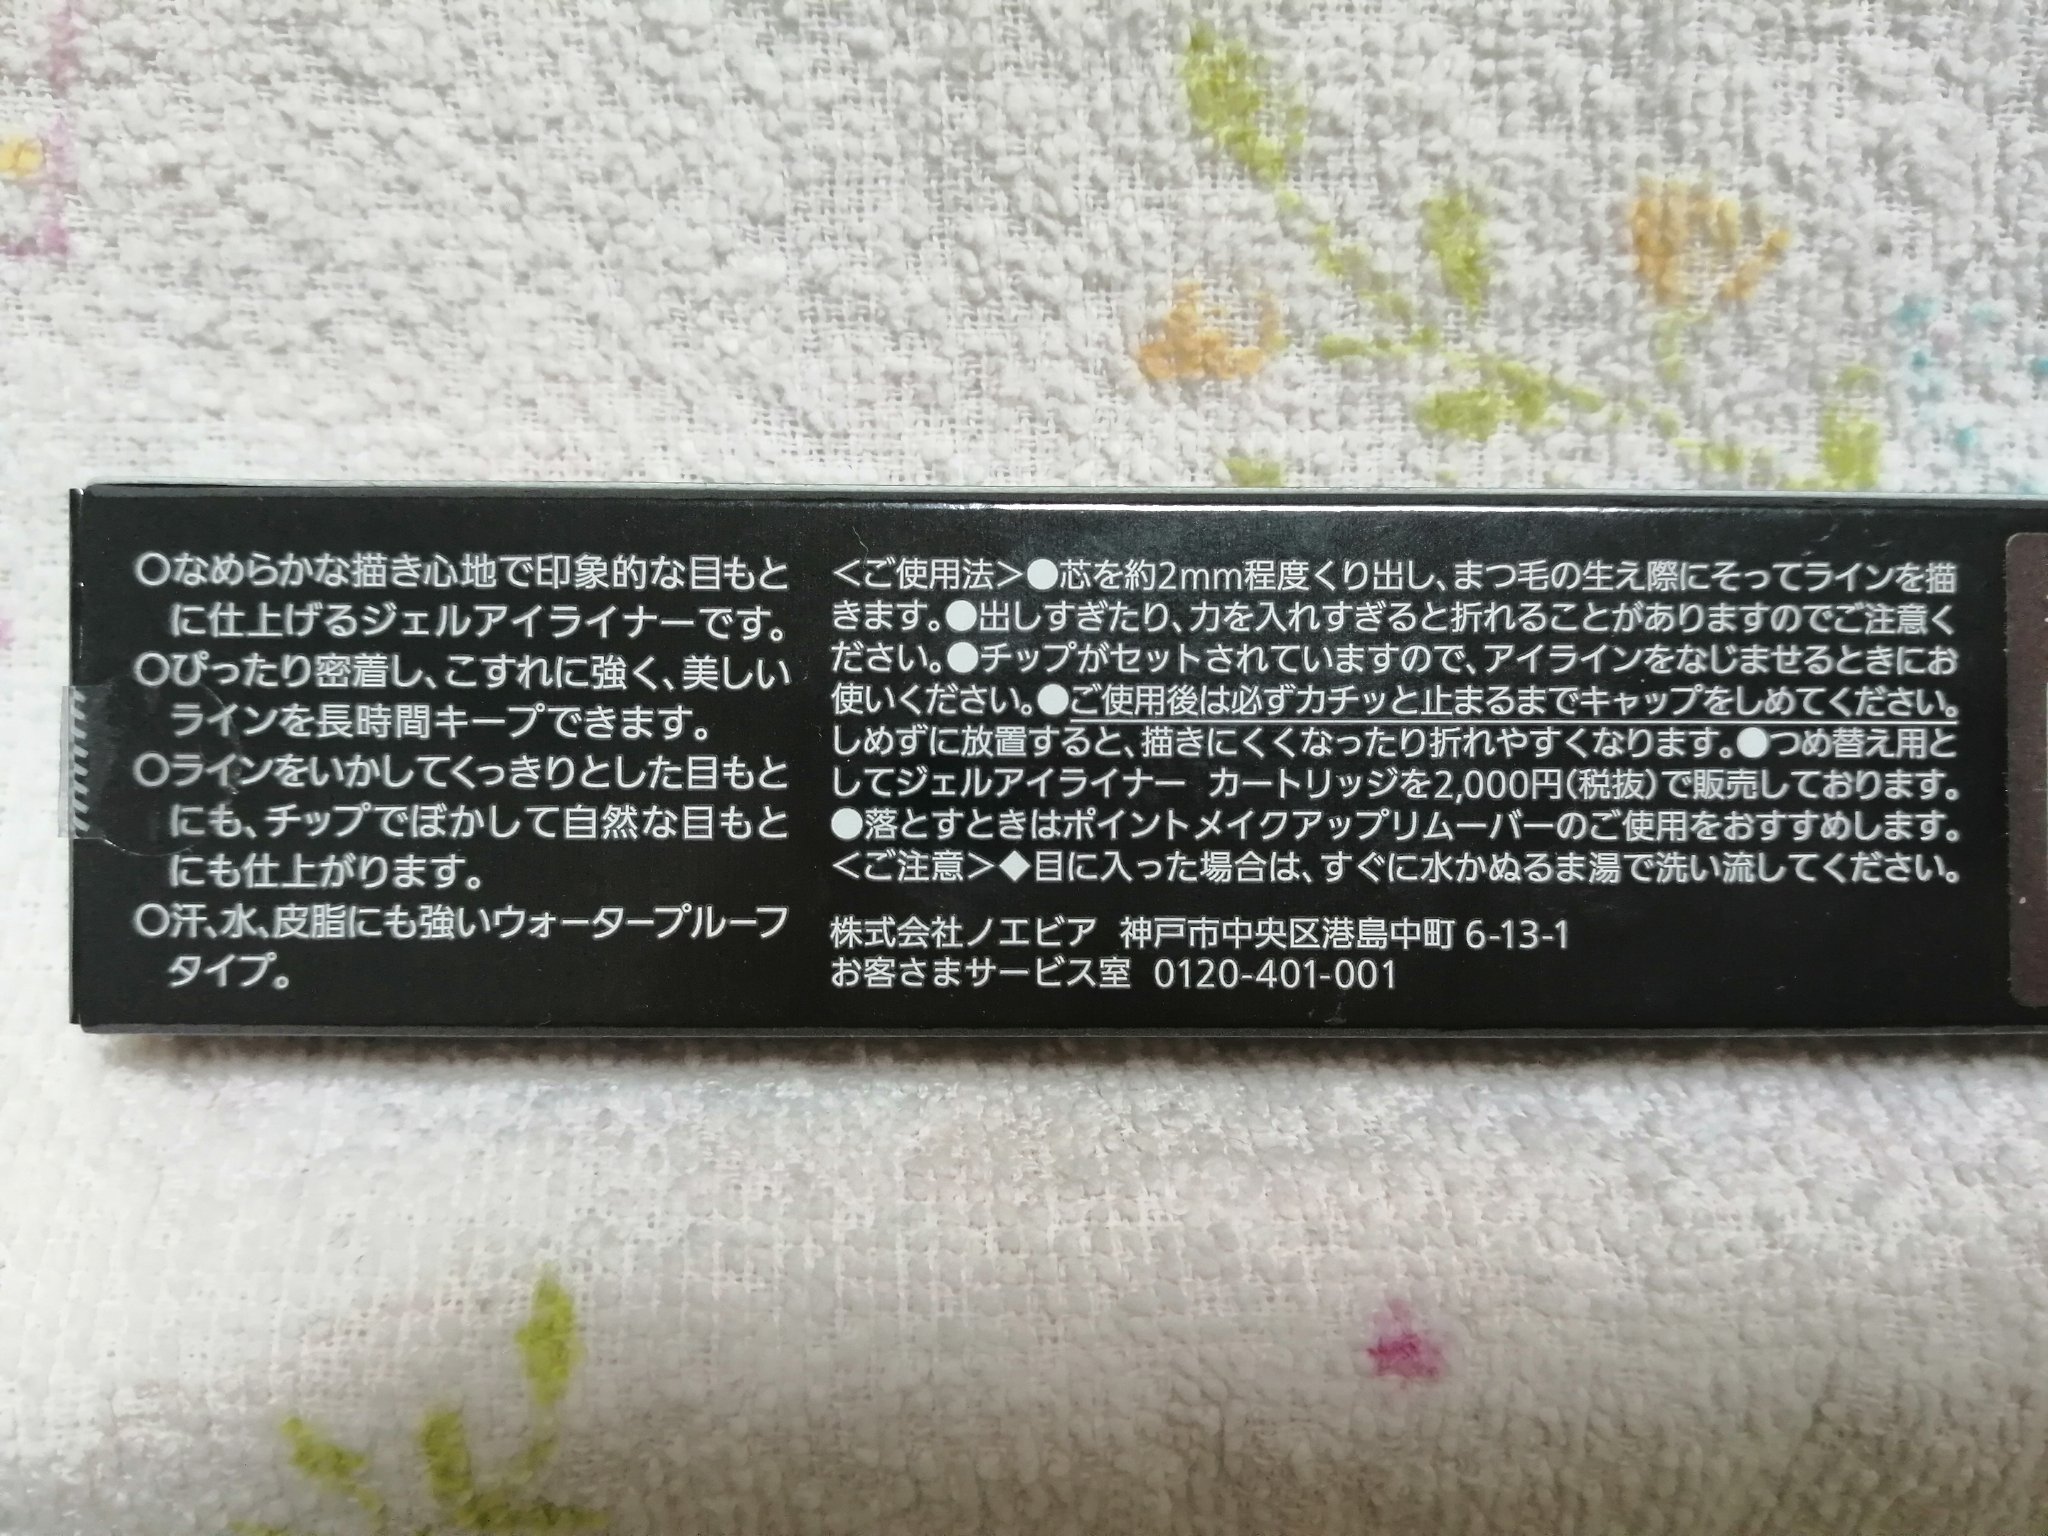 ○なめらかな描き心地で印象的な目もと
に仕上げるジェルアイライナーです。
○ぴったり密着し、こすれに強く、美しい
ラインを長時間キープできます。
○ラインをいかしてくっきりとした目もと
にも、チップでぼかして自然な目もと
にも仕上がります。
○汗、水、皮脂にも強いウォータープルーフ
タイプ。
＜ご使用法＞●芯を約2mm程度くり出し、まつ毛の生え際にそってラインを描
きます。●出しすぎたり、力を入れすぎると折れることがありますのでご注意く
ださい。●チップがセットされていますので、アイラインをなじませるときにお
使いください。●ご使用後は必ずカチッと止まるまでキャップをしめてください。
しめずに放置すると、描きにくくなったり折れやすくなります。●つめ替え用と
してジェルアイライナー カートリッジを2,000円(税抜)で販売しております。
●落とすときはポイントメイクアップリムーバーのご使用をおすすめします。
＜ご注意＞◆目に入った場合は、すぐに水かぬるま湯で洗い流してください。
株式会社ノエビア 神戸市中央区港島中町 6-13-1
お客さまサービス室 0120-401-001